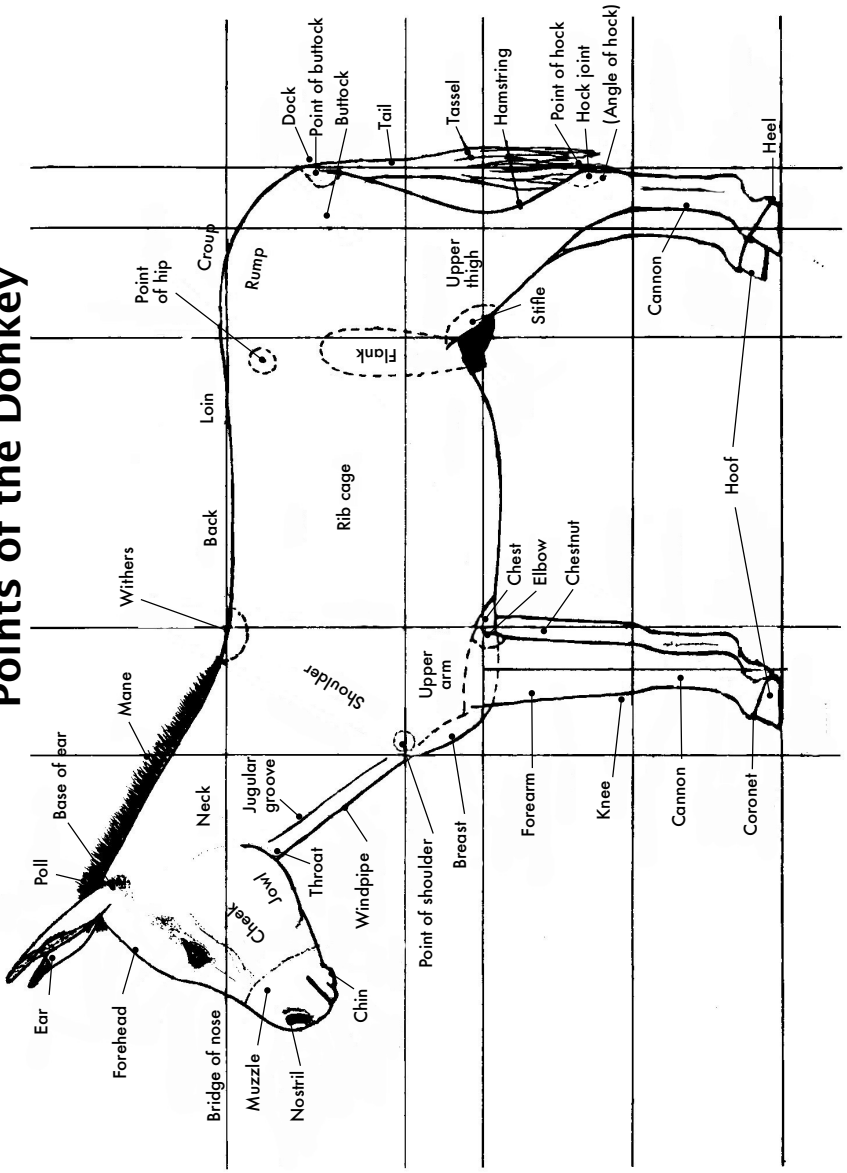 Points of the Donkey
Ear
Poll
Base of ear
Mane
Withers
Forehead
Point
of hip
Bridge of nose
Neck
Back
Loin
Croup
Muzzle
Jugular
groove
Rump
Cheek
Jowl
Dock
Nostril
Throat
Point of buttock
Shoulder
Rib cage
Buttock
Chin
Windpipe
Flank
Tail
Point of shoulder
Upper
arm
Tassel
Breast
Upper
thigh
Hamstring
Chest
Forearm
Elbow
Stifle
Point of hock
Chestnut
Hock joint
Knee
(Angle of hock)
Cannon
Cannon
Coronet
Hoof
Heel